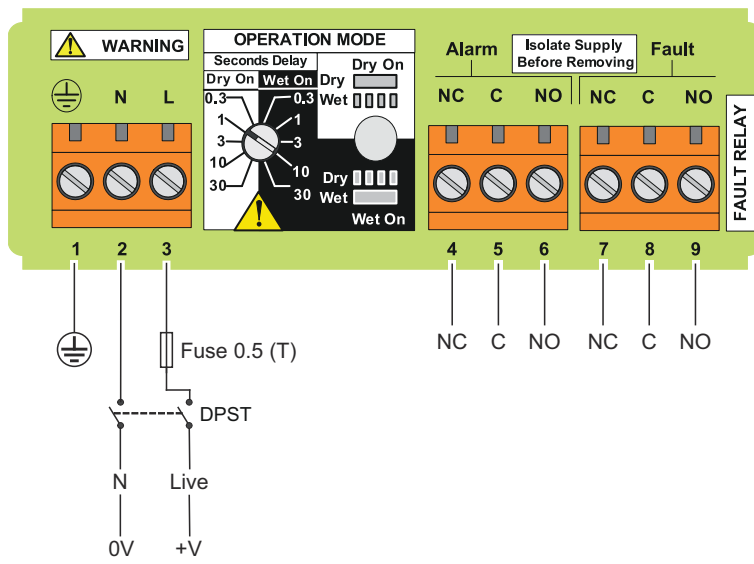 WARNING
N L
OPERATION MODE
Seconds Delay
Dry On Wet On
0.3 0.3
1 1
3 3
10 10
30 30
Dry On
Dry
Wet
Dry
Wet
Wet On
Alarm
Isolate Supply
Before Removing
Fault
NC C NO NC C NO
FAULT RELAY
1 2 3 4 5 6 7 8 9
NC C NO NC C NO
Fuse 0.5 (T)
DPST
N Live
0V +V